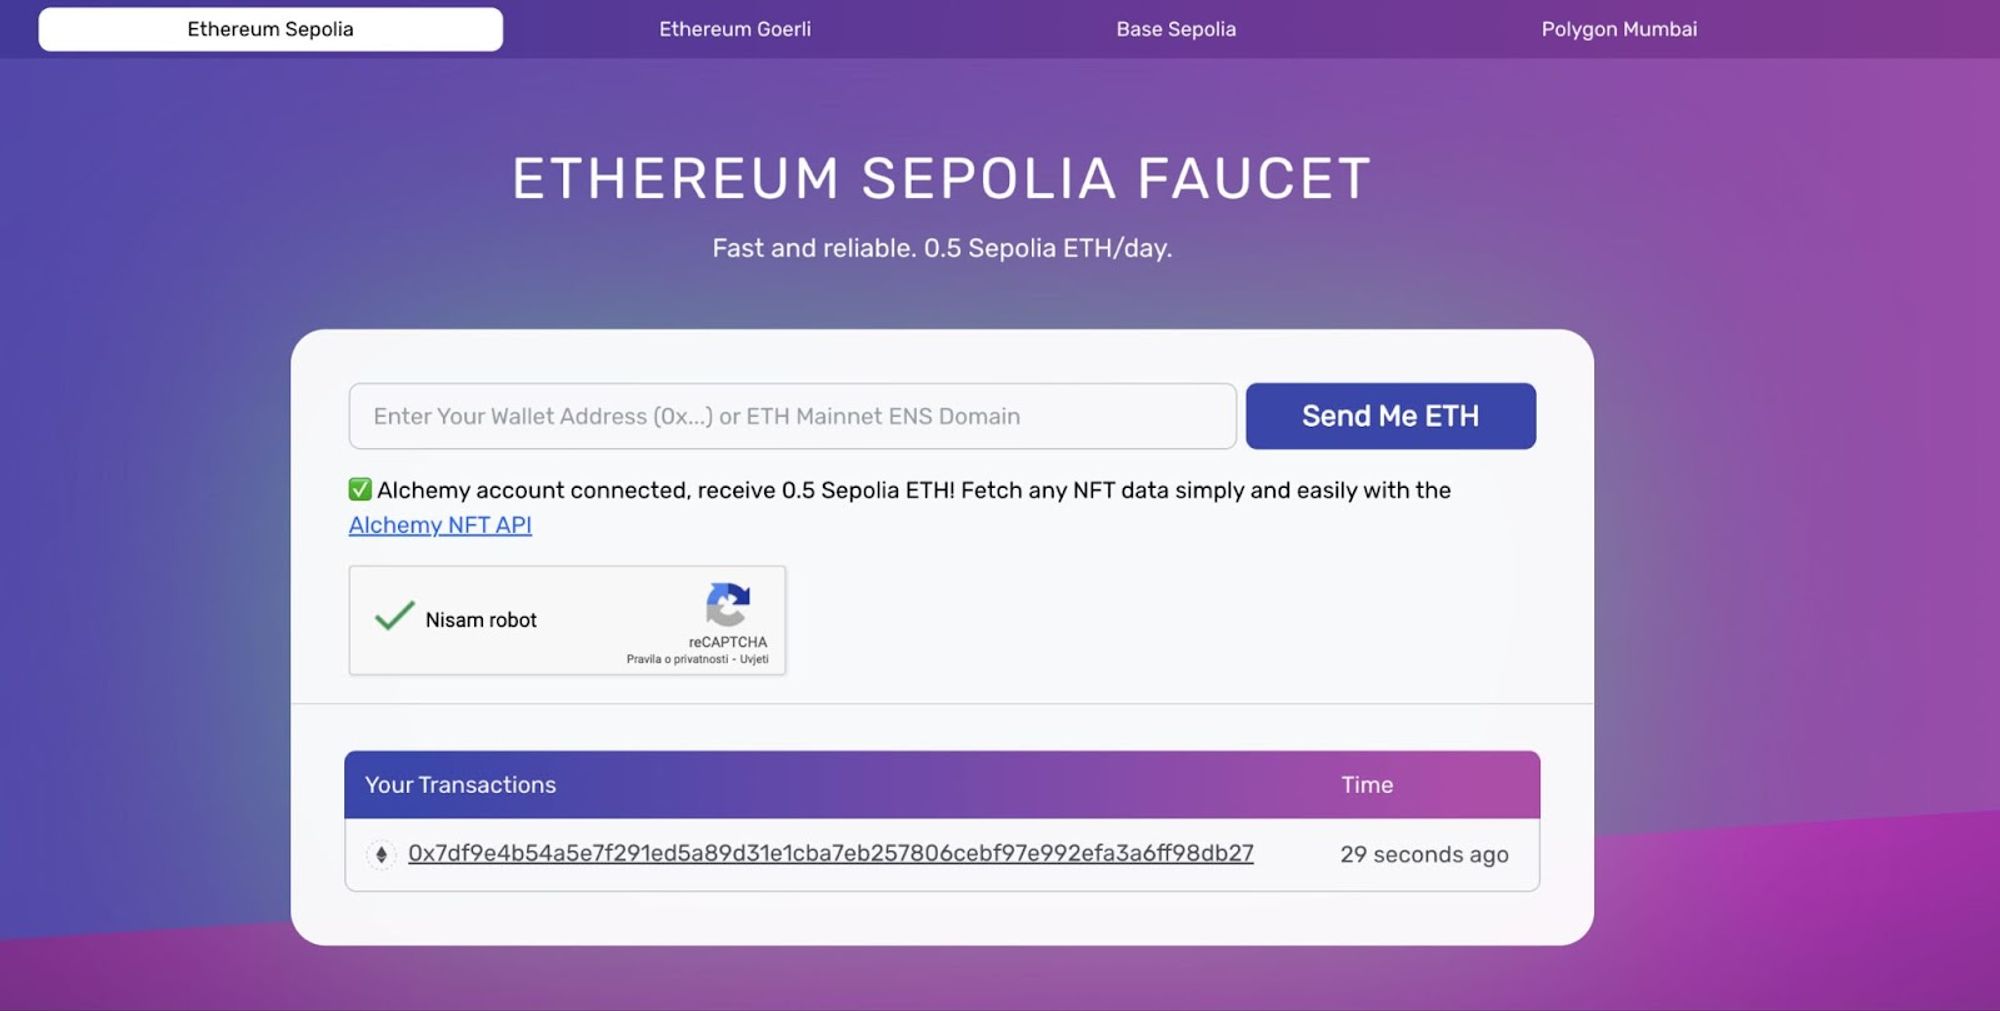 Ethereum Sepolia
Ethereum Goerli
Base Sepolia
Polygon Mumbai
ETHEREUM SEPOLIA FAUCET
Fast and reliable. 0.5 Sepolia ETH/day.
Enter Your Wallet Address (0x...) or ETH Mainnet ENS Domain
Send Me ETH
✅ Alchemy account connected, receive 0.5 Sepolia ETH! Fetch any NFT data simply and easily with the
Alchemy NFT API
Nisam robot
reCAPTCHA
Pravila o privatnosti - Uvjeti
Your Transactions
Time
0x7df9e4b54a5e7f291ed5a89d31e1cba7eb257806cebf97e992efa3a6ff98db27
29 seconds ago